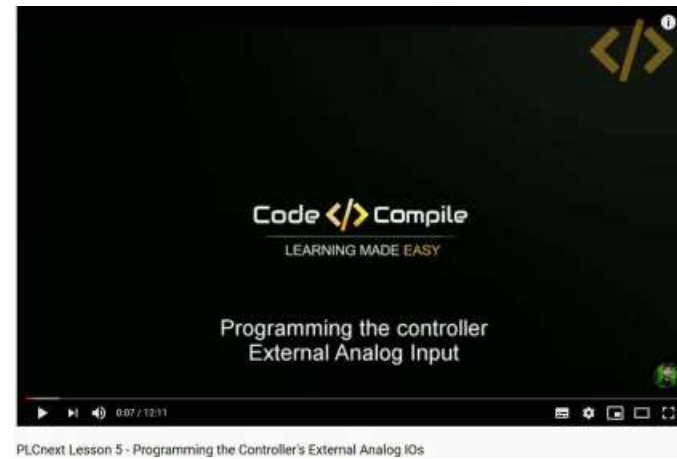 </>
Code </> Compile
LEARNING MADE EASY
Programming the controller
External Analog Input
0:07 / 12:11
PLCnext Lesson 5 - Programming the Controller's External Analog IOs